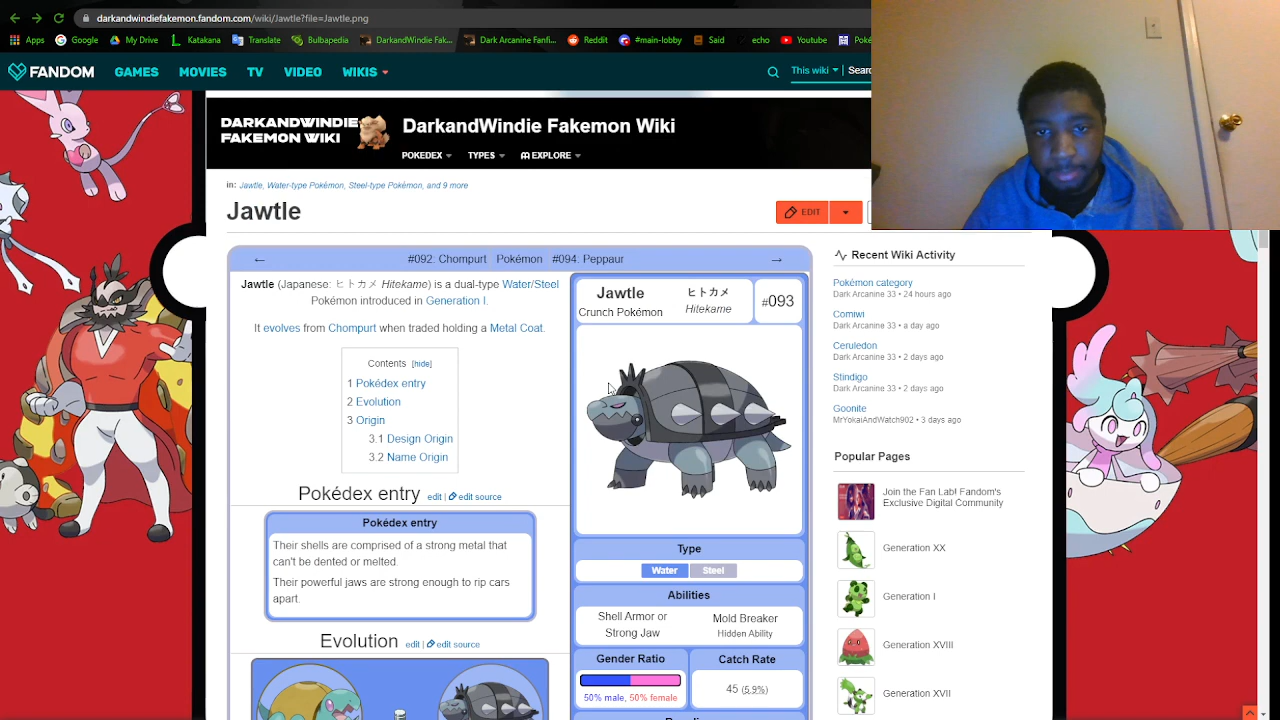 darkandwindiefakemon.com/wiki/Jawtle?file=Jawtle.png
Apps Google My Drive Katakana Translate Bulbapedia DarkandWindie Fak... Dark Arcanine Fanfi... Reddit #main-lobby Said echo Youtube Poké
FANDOM GAMES MOVIES TV VIDEO WIKIS This wiki Searc
DARKANDWINDIE
FAKEMON WIKI
DarkandWindie Fakemon Wiki
POKEDEX TYPES EXPLORE
in: Jawtle, Water-type Pokémon, Steel-type Pokémon, and 9 more
Jawtle
EDIT
← #092: Chompurt Pokémon #094: Peppaur →
Jawtle (Japanese: ヒトカメ Hitekame) is a dual-type Water/Steel
Pokémon introduced in Generation I.
It evolves from Chompurt when traded holding a Metal Coat.
Contents [hide]
1 Pokédex entry
2 Evolution
3 Origin
3.1 Design Origin
3.2 Name Origin
Pokédex entry edit | edit source
Pokédex entry
Their shells are comprised of a strong metal that
can't be dented or melted.
Their powerful jaws are strong enough to rip cars
apart.
Evolution edit | edit source
Jawtle
Crunch Pokémon
ヒトカメ
Hitekame
#093
Type
Water Steel
Abilities
Shell Armor or
Strong Jaw
Mold Breaker
Hidden Ability
Gender Ratio
50% male, 50% female
Catch Rate
45 (5.9%)
Recent Wiki Activity
Pokémon category
Dark Arcanine 33 • 24 hours ago
Comiwi
Dark Arcanine 33 • a day ago
Ceruledon
Dark Arcanine 33 • 2 days ago
Stindigo
Dark Arcanine 33 • 2 days ago
Goonite
MrYokaiAndWatch902 • 3 days ago
Popular Pages
Join the Fan Lab! Fandom's
Exclusive Digital Community
Generation XX
Generation I
Generation XVIII
Generation XVII